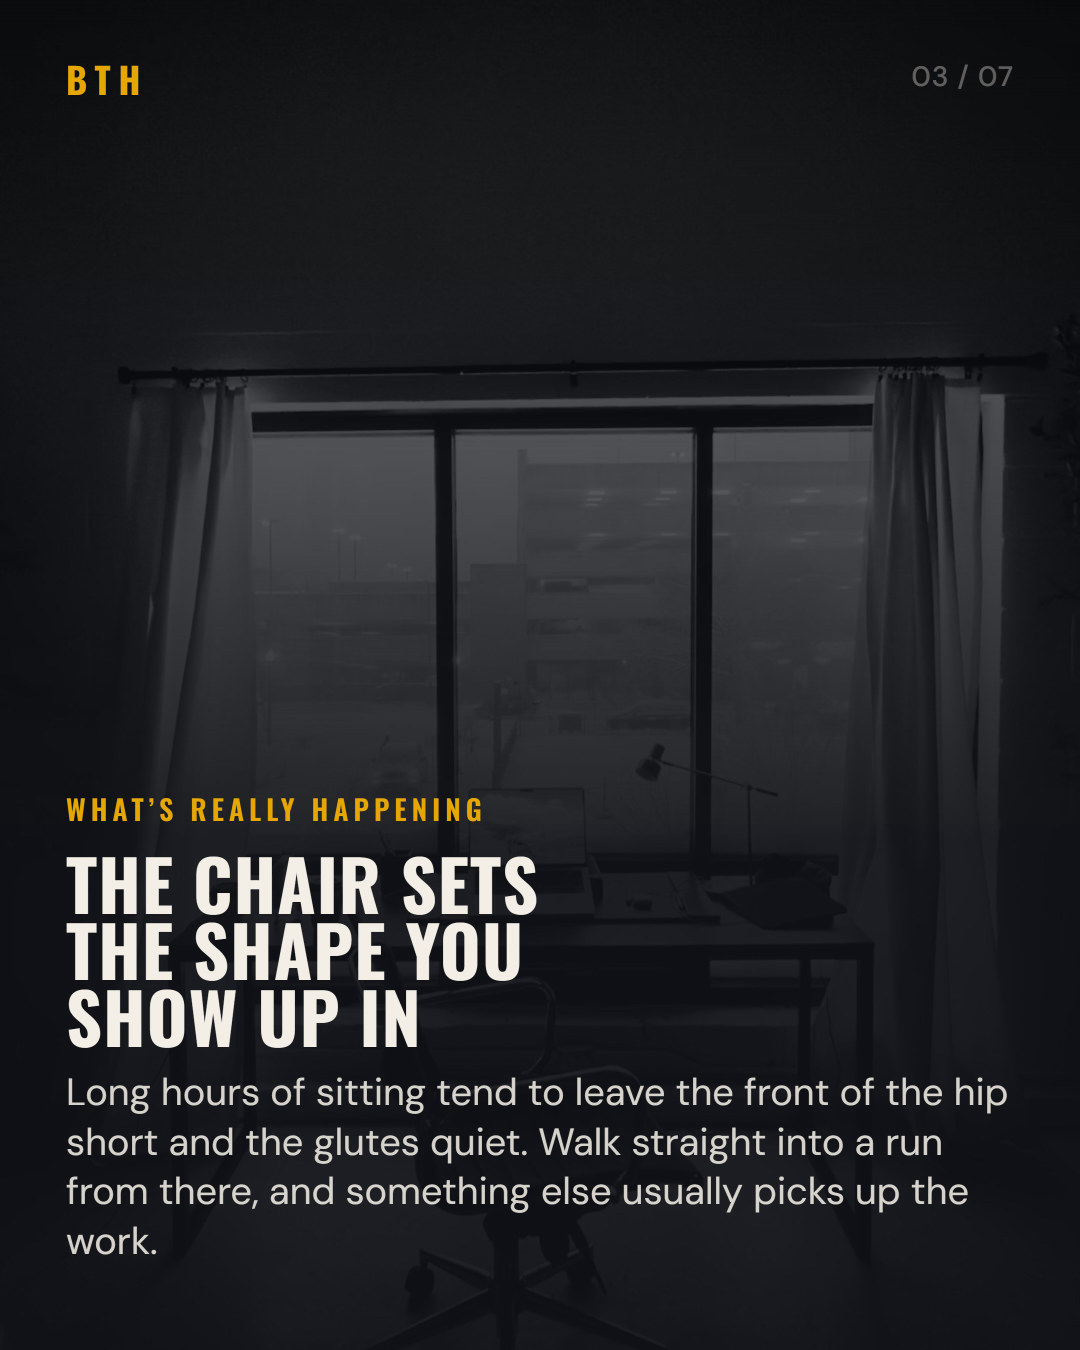 BTH
03 / 07
WHAT’S REALLY HAPPENING
THE CHAIR SETS
THE SHAPE YOU
SHOW UP IN
Long hours of sitting tend to leave the front of the hip
short and the glutes quiet. Walk straight into a run
from there, and something else usually picks up the
work.